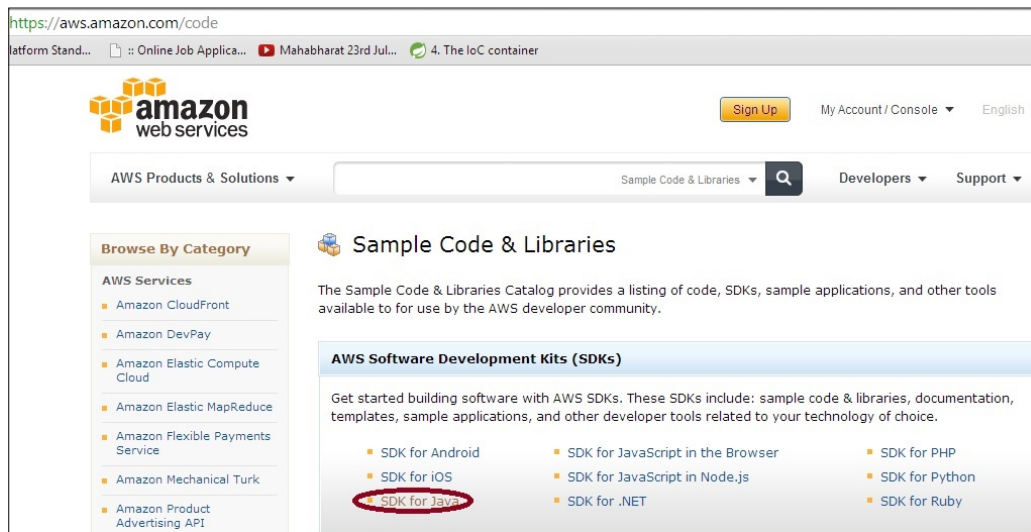 https://aws.amazon.com/code
latform Stand... :: Online Job Applica... Mahabharat 23rd Jul... 4. The IoC container
amazon
web services
Sign Up My Account / Console English
AWS Products & Solutions Sample Code & Libraries Developers Support
Browse By Category
AWS Services
Amazon CloudFront
Amazon DevPay
Amazon Elastic Compute
Cloud
Amazon Elastic MapReduce
Amazon Flexible Payments
Service
Amazon Mechanical Turk
Amazon Product
Advertising API
Sample Code & Libraries
The Sample Code & Libraries Catalog provides a listing of code, SDKs, sample applications, and other tools
available to for use by the AWS developer community.
AWS Software Development Kits (SDKs)
Get started building software with AWS SDKs. These SDKs include: sample code & libraries, documentation,
templates, sample applications, and other developer tools related to your technology of choice.
SDK for Android SDK for JavaScript in the Browser SDK for PHP
SDK for iOS SDK for JavaScript in Node.js SDK for Python
SDK for Java SDK for .NET SDK for Ruby